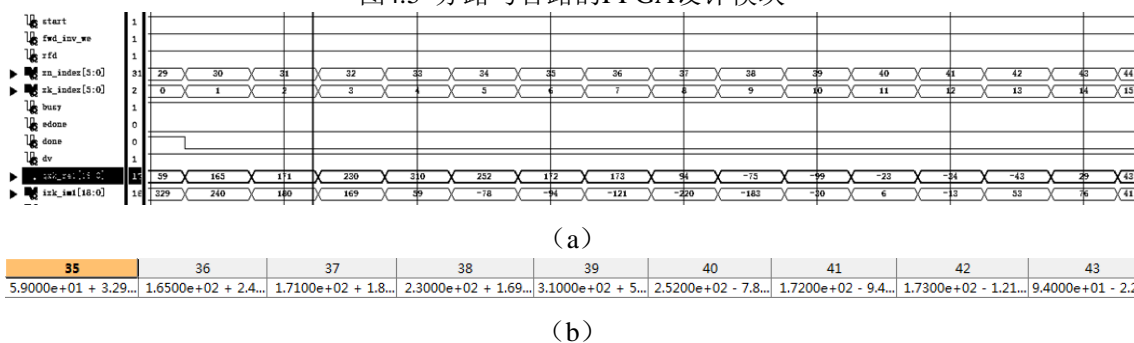 图4.5 分路与合路的FPGA设计模块
start 1
fwd_inv_we 1
rfd 1
xn_index[5:0] 31 29 30 31 32 33 34 35 36 37 38 39 40 41 42 43 44
xk_index[5:0] 2 0 1 2 3 4 5 6 7 8 9 10 11 12 13 14 15
busy 1
edone 0
done 0
dv 1
17 59 165 171 230 310 252 172 173 94 -75 -99 -23 -34 -43 29 43
ixk_im1[18:0] 329 240 180 169 59 -78 -94 -121 -220 -183 -30 6 -13 53 76 41
（a）
35 36 37 38 39 40 41 42 43
5.9000e+01 + 3.29... 1.6500e+02 + 2.4... 1.7100e+02 + 1.8... 2.3000e+02 + 1.69... 3.1000e+02 + 5... 2.5200e+02 - 7.8... 1.7200e+02 - 9.4... 1.7300e+02 - 1.21... 9.4000e+01 - 2.2
（b）